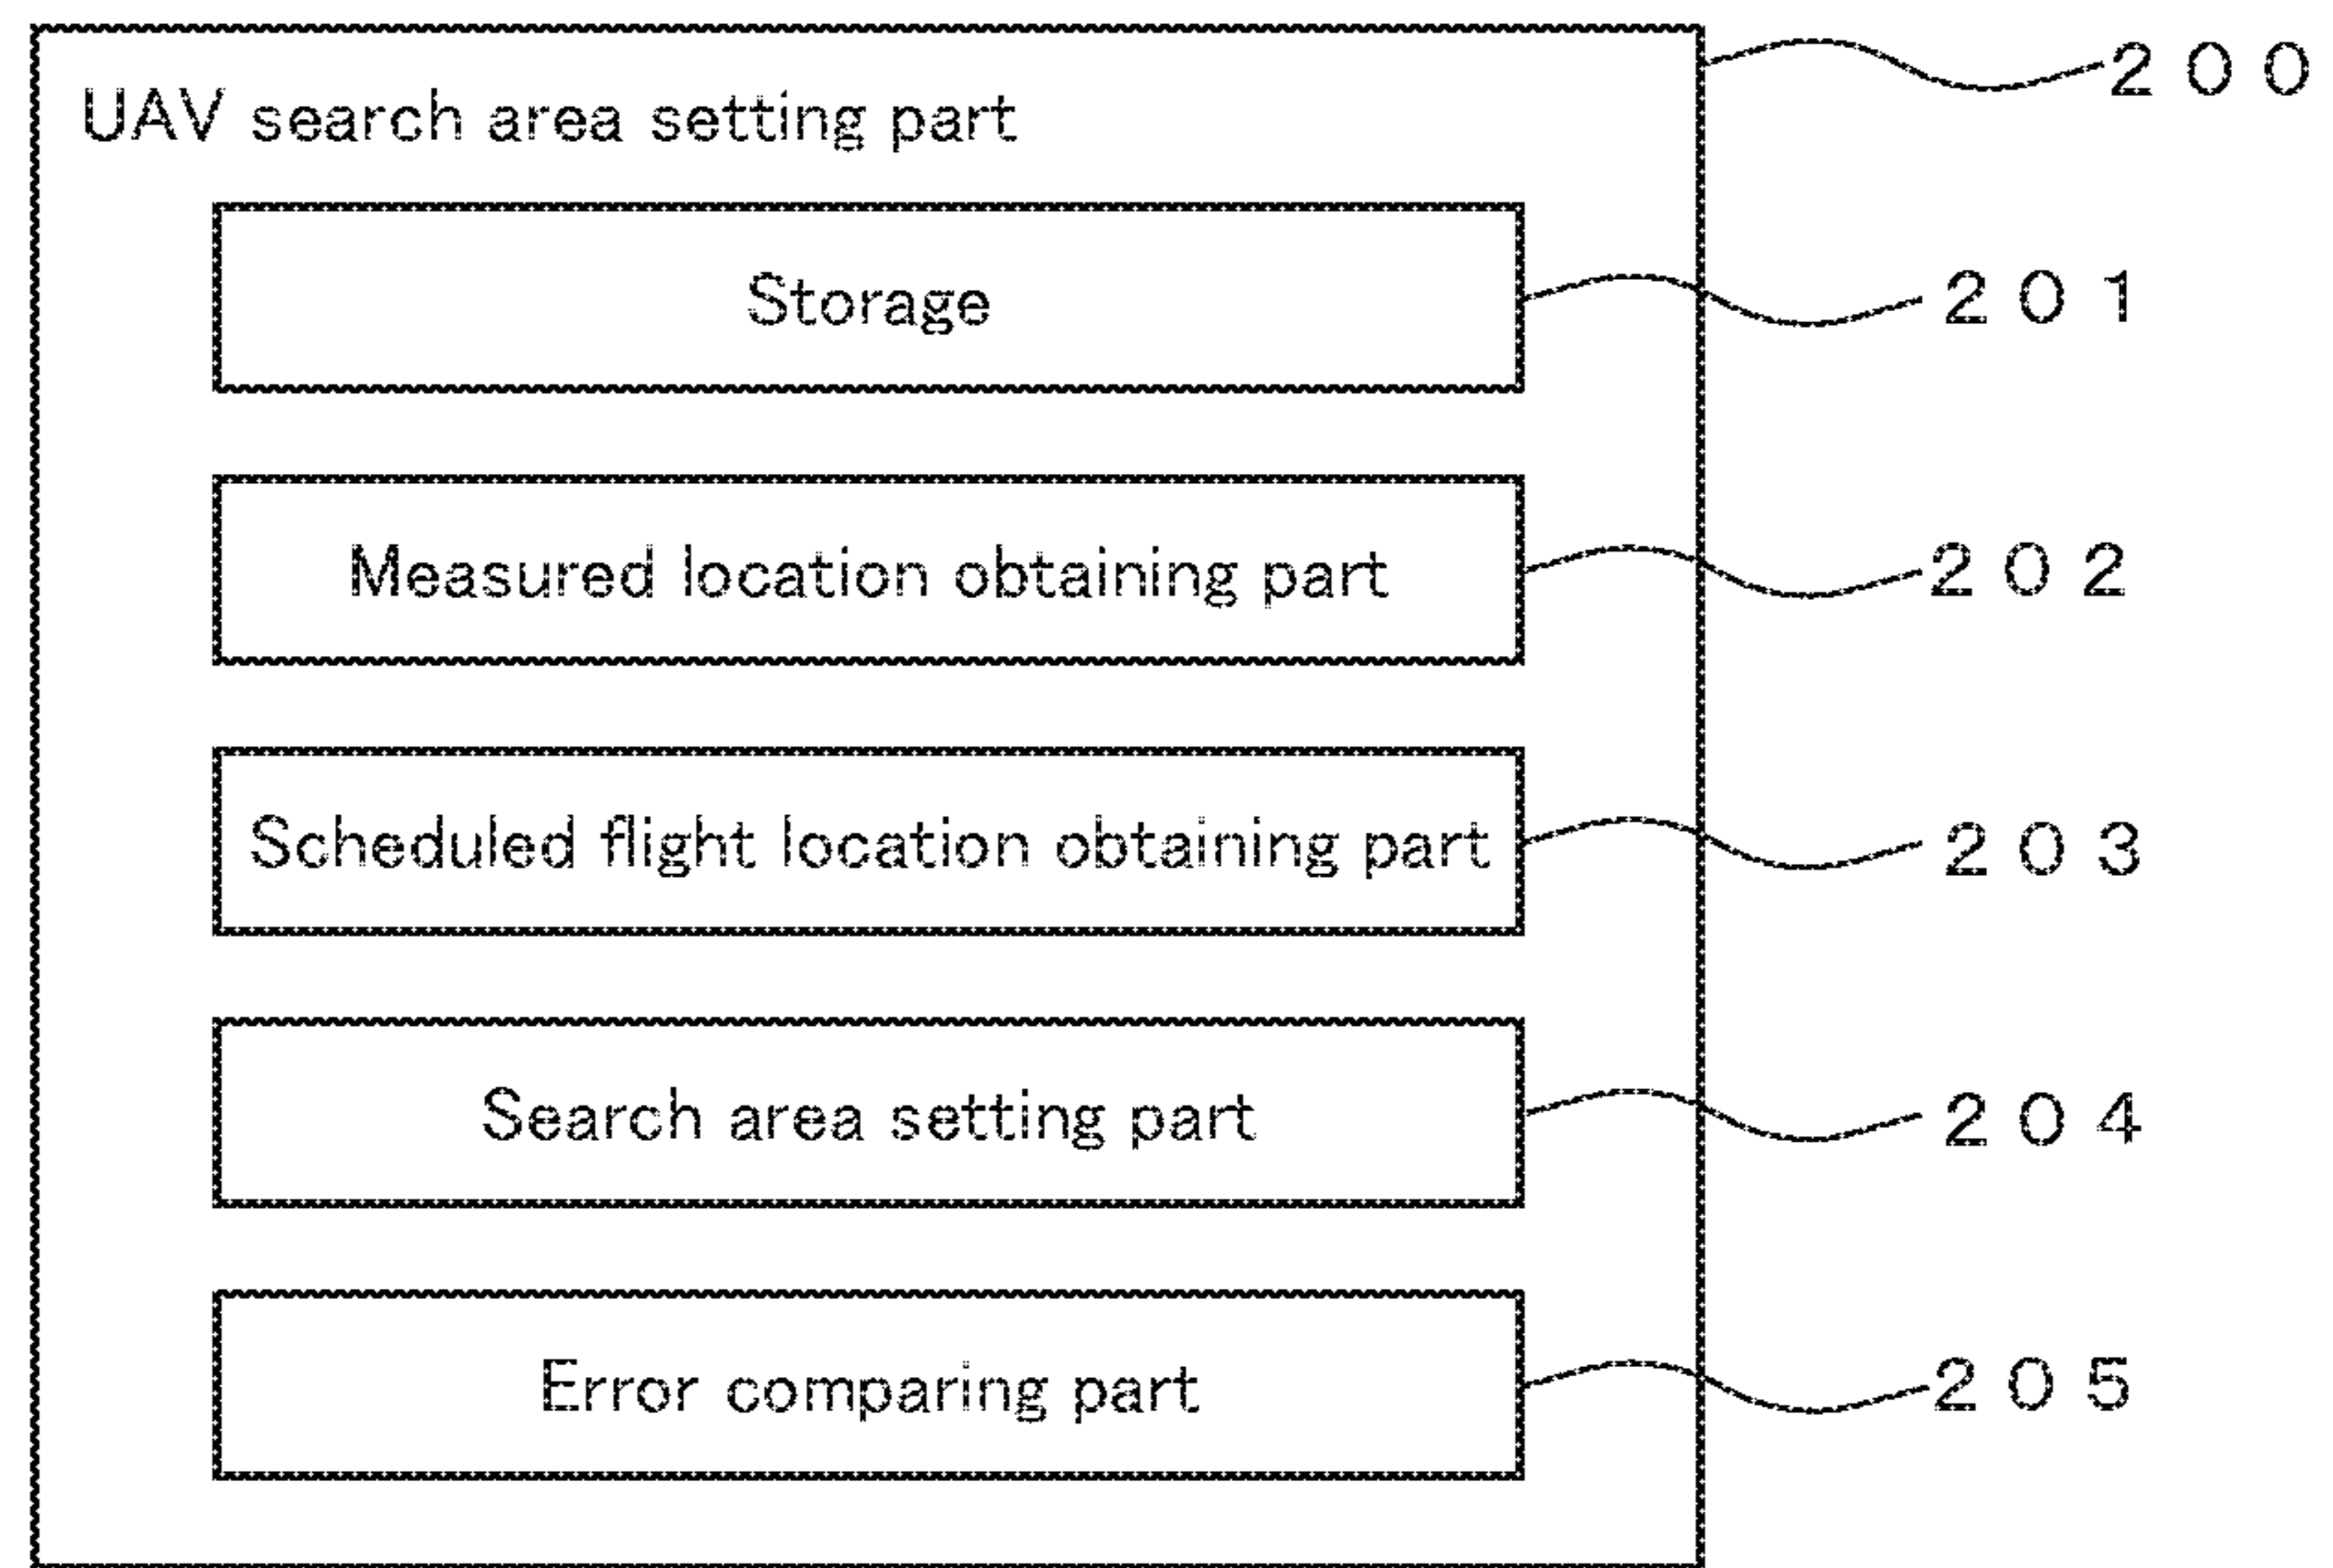 UAV search area setting part
200
Storage
201
Measured location obtaining part
202
Scheduled flight location obtaining part
203
Search area setting part
204
Error comparing part
205